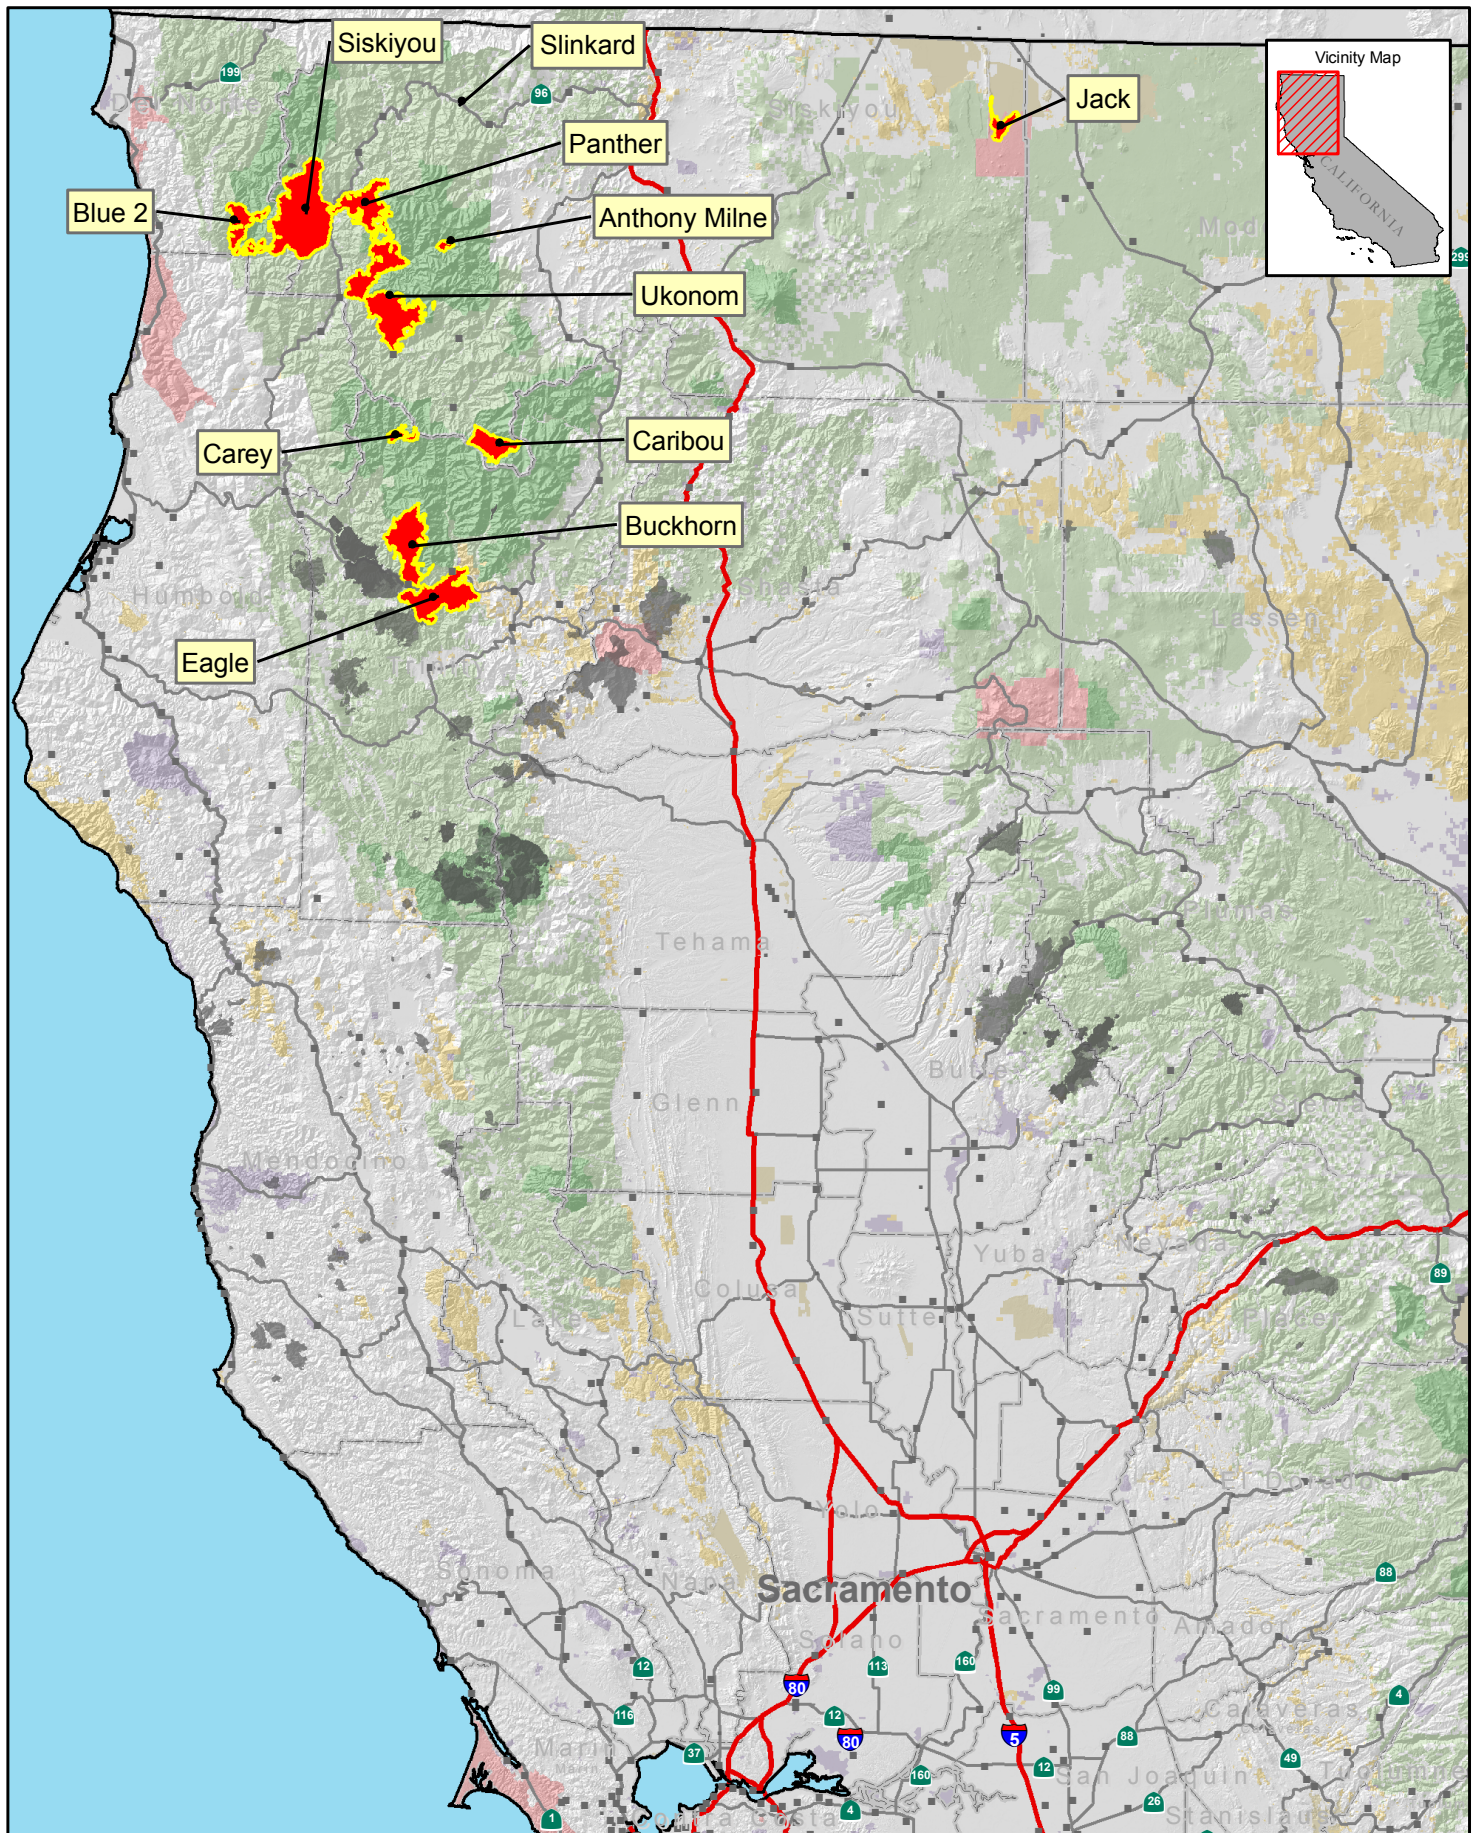 Siskiyou
Slinkard
Vicinity Map
CALIFORNIA
199
96
Jack
Del Norte
Siskiyou
Panther
Blue 2
Anthony Milne
Mod
299
Ukonom
Carey
Caribou
Buckhorn
Humbold
Shasta
Lassen
Eagle
Trinity
Plumas
Tehama
Butte
Glenn
Sierra
Mendocino
Yuba
Nevada
89
Colusa
Lake
Sutter
Placer
El Dorado
Yolo
Sonoma
Napa
Sacramento
88
Sacramento
Amador
Solano
12
113
160
80
99
4
116
12
Calaveras
80
5
88
Marin
37
49
12
160
San Joaquin
Tuolumne
26
1
4
Contra Costa
Stanislaus